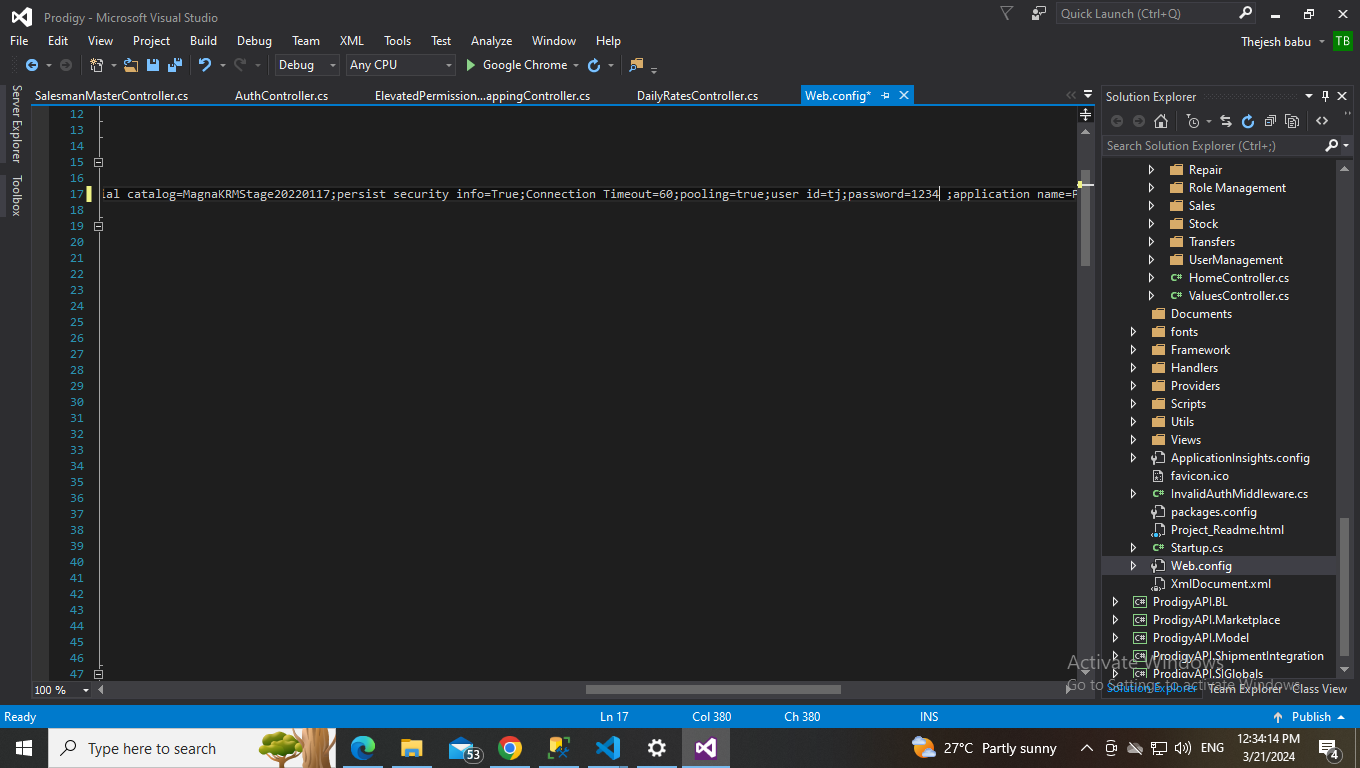 Prodigy - Microsoft Visual Studio
Quick Launch (Ctrl+Q)
File Edit View Project Build Debug Team XML Tools Test Analyze Window Help
Thejesh babu TB
Debug Any CPU Google Chrome
Server Explorer
Toolbox
SalesmanMasterController.cs AuthController.cs ElevatedPermission...appingController.cs DailyRatesController.cs Web.config*
12
13
14
15
16
17 ial catalog=MagnaKRMStage20220117;persist security info=True;Connection Timeout=60;pooling=true;user id=tj;password=1234 ;application name=P
18
19
20
21
22
23
24
25
26
27
28
29
30
31
32
33
34
35
36
37
38
39
40
41
42
43
44
45
46
47
100 %
Solution Explorer
Search Solution Explorer (Ctrl+;)
Repair
Role Management
Sales
Stock
Transfers
UserManagement
C# HomeController.cs
C# ValuesController.cs
Documents
fonts
Framework
Handlers
Providers
Scripts
Utils
Views
ApplicationInsights.config
favicon.ico
C# InvalidAuthMiddleware.cs
packages.config
Project_Readme.html
C# Startup.cs
Web.config
XmlDocument.xml
C# ProdigyAPI.BL
C# ProdigyAPI.Marketplace
C# ProdigyAPI.Model
C# ProdigyAPI.ShipmentIntegration
C# ProdigyAPI.SIGlobals
Activate Windows
Go to Settings to activate Windows.
Solution Explorer Team Explorer Class View
Ready Ln 17 Col 380 Ch 380 INS Publish
Type here to search
53
27°C Partly sunny
ENG
12:34:14 PM
3/21/2024
4